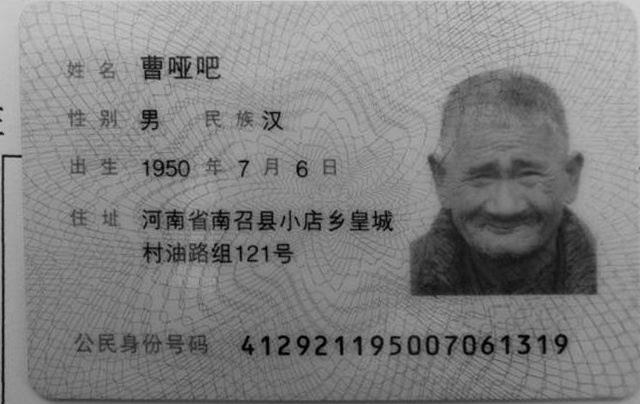 姓名 曹哑吧
性别 男 民族 汉
出生 1950 年 7 月 6 日
住址 河南省南召县小店乡皇城
村油路组121号
公民身份号码 412921195007061319